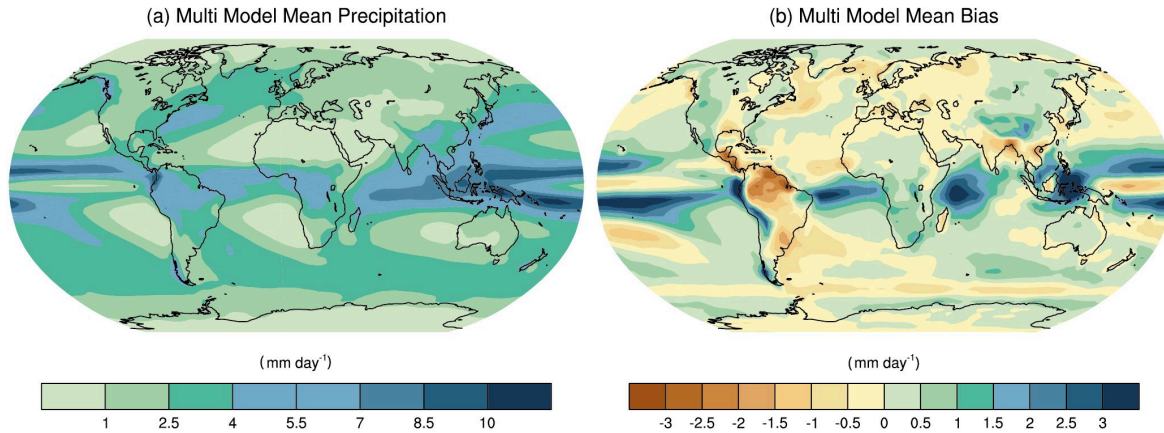 (a) Multi Model Mean Precipitation
(b) Multi Model Mean Bias
(mm day⁻¹)
(mm day⁻¹)
1 2.5 4 5.5 7 8.5 10
-3 -2.5 -2 -1.5 -1 -0.5 0 0.5 1 1.5 2 2.5 3